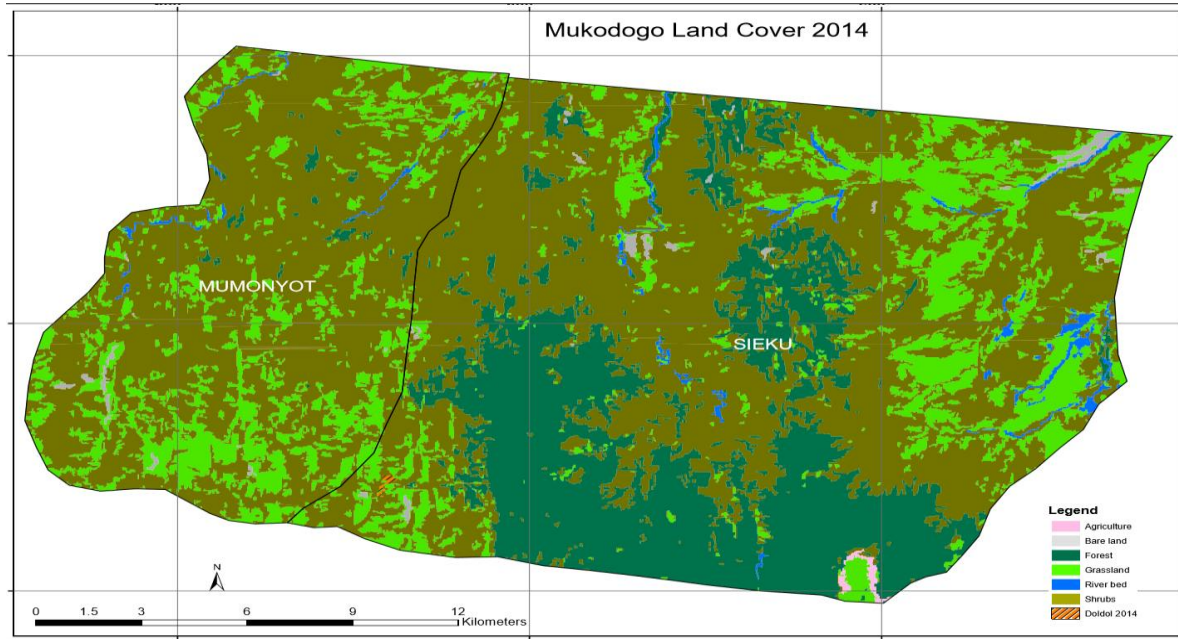 Mukodogo Land Cover 2014
MUMONYOT
SIEKU
Legend
Agriculture
Bare land
Forest
Grassland
River bed
Shrubs
Doldol 2014
N
0 1.5 3 6 9 12
Kilometers